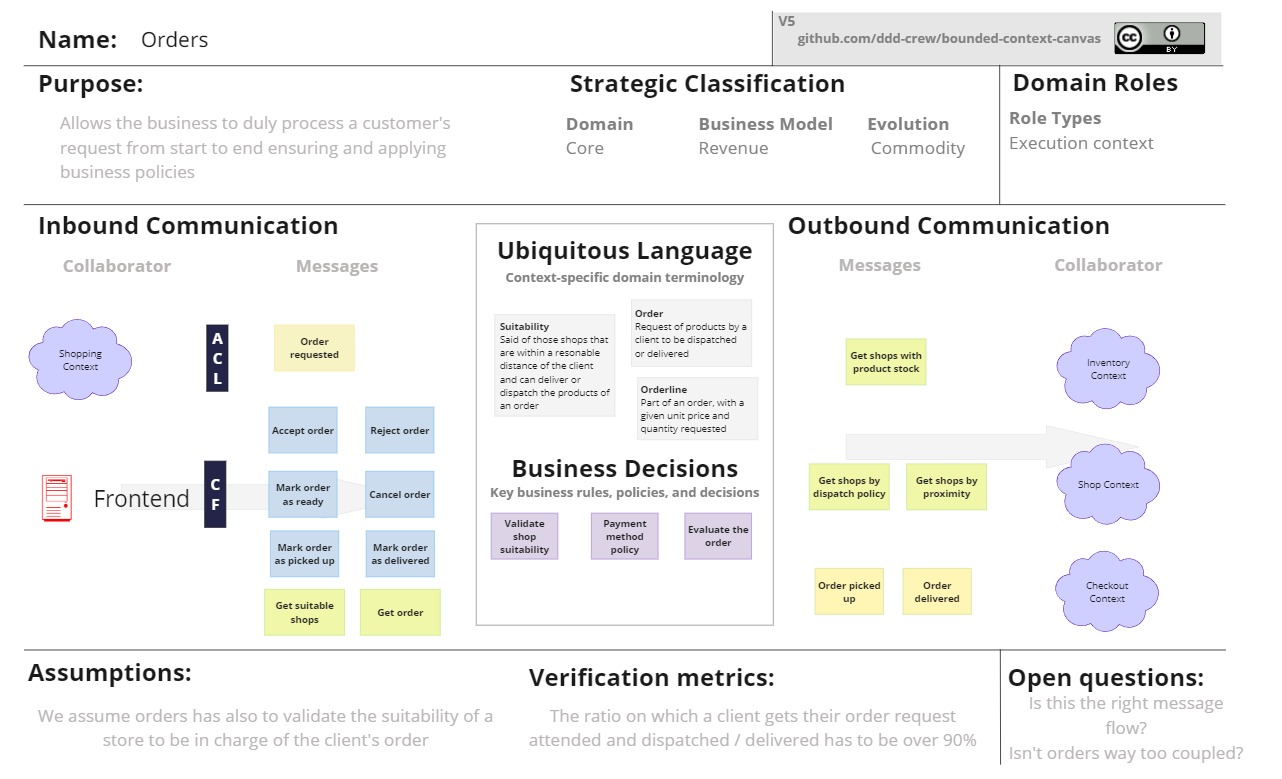 Name: Orders
V5
github.com/ddd-crew/bounded-context-canvas
cc
BY
Purpose:
Allows the business to duly process a customer's
request from start to end ensuring and applying
business policies
Strategic Classification
Domain
Core
Business Model
Revenue
Evolution
Commodity
Domain Roles
Role Types
Execution context
Inbound Communication
Collaborator
Messages
Shopping
Context
A
C
L
Order
requested
Accept order
Reject order
Frontend
C
F
Mark order
as ready
Cancel order
Mark order
as picked up
Mark order
as delivered
Get suitable
shops
Get order
Ubiquitous Language
Context-specific domain terminology
Suitability
Said of those shops that
are within a resonable
distance of the client
and can deliver or
dispatch the products of
an order
Order
Request of products by a
client to be dispatched
or delivered
Orderline
Part of an order, with a
given unit price and
quantity requested
Business Decisions
Key business rules, policies, and decisions
Validate
shop
suitability
Payment
method
policy
Evaluate the
order
Outbound Communication
Messages
Collaborator
Get shops with
product stock
Inventory
Context
Get shops by
dispatch policy
Get shops by
proximity
Shop Context
Order picked
up
Order
delivered
Checkout
Context
Assumptions:
We assume orders has also to validate the suitability of a
store to be in charge of the client's order
Verification metrics:
The ratio on which a client gets their order request
attended and dispatched / delivered has to be over 90%
Open questions:
Is this the right message
flow?
Isn't orders way too coupled?